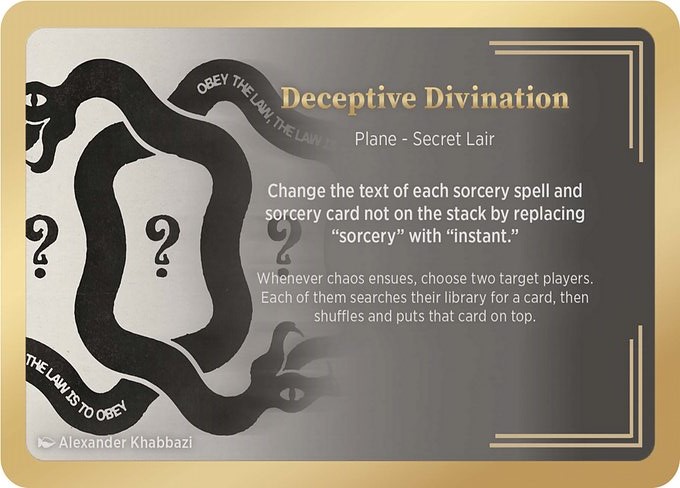 OBEY THE LAW, THE LAW IS
Deceptive Divination
Plane - Secret Lair
Change the text of each sorcery spell and
sorcery card not on the stack by replacing
“sorcery” with “instant.”
Whenever chaos ensues, choose two target players.
Each of them searches their library for a card, then
shuffles and puts that card on top.
?
?
?
THE LAW IS TO OBEY
Alexander Khabbazi